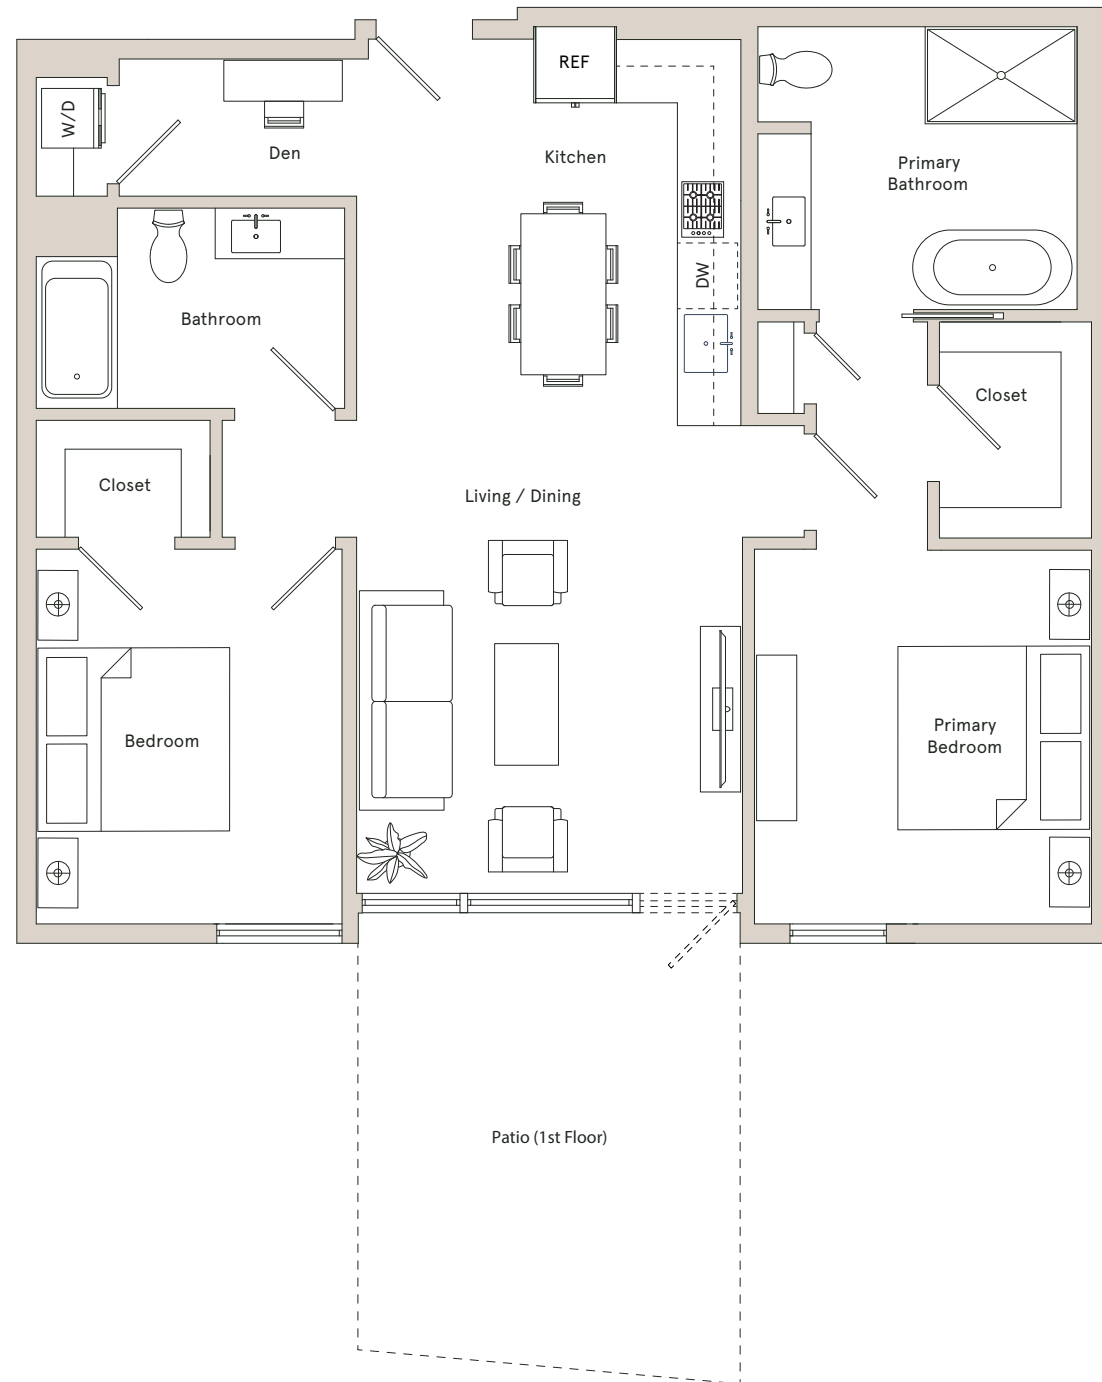 REF
W/D
Den
Kitchen
Primary
Bathroom
DW
Bathroom
Closet
Closet
Living / Dining
Bedroom
Primary
Bedroom
Patio (1st Floor)